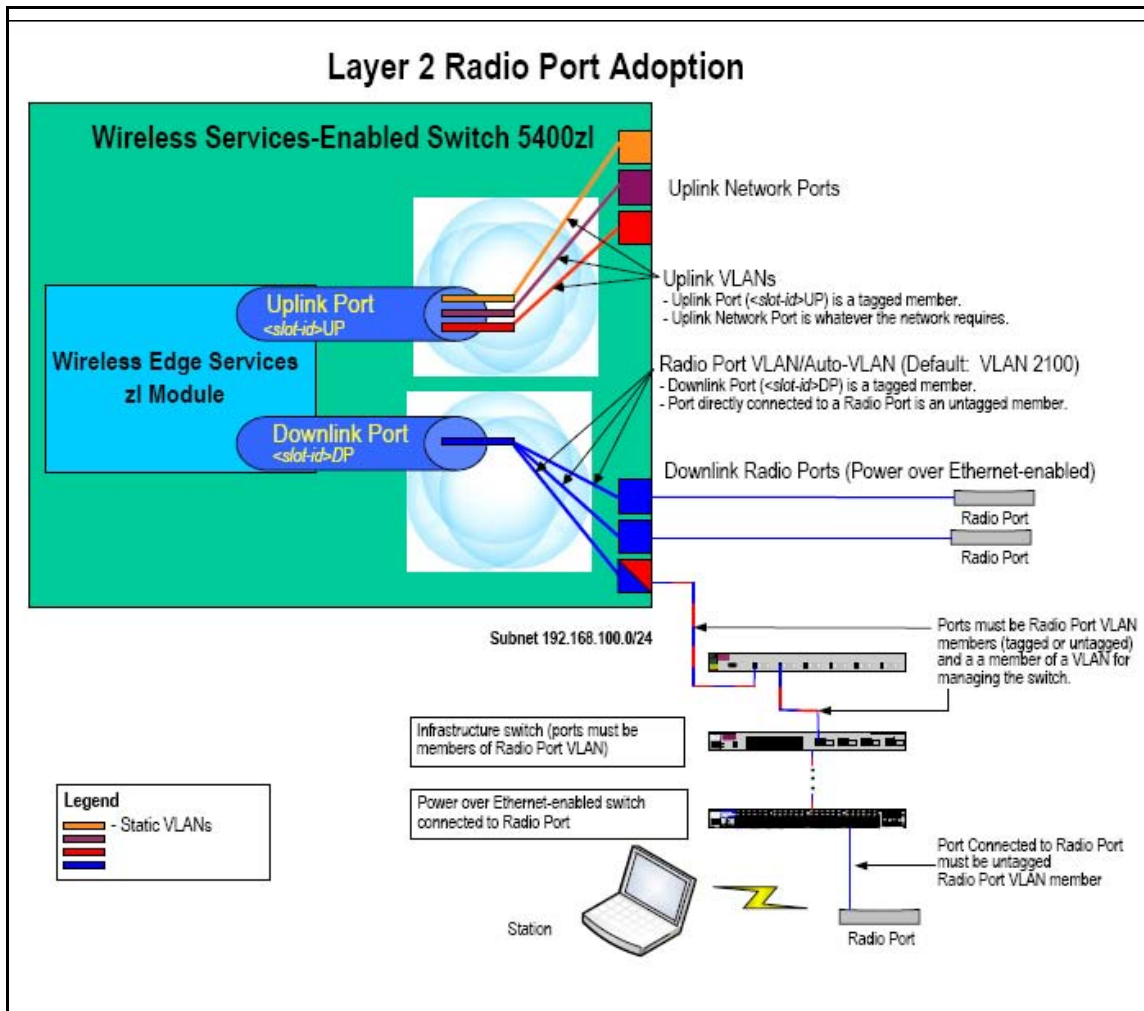 Layer 2 Radio Port Adoption
Wireless Services-Enabled Switch 5400zl
Uplink Network Ports
Uplink VLANs
- Uplink Port (<slot-id>UP) is a tagged member.
- Uplink Network Port is whatever the network requires.
Uplink Port
<slot-id>UP
Wireless Edge Services
zl Module
Radio Port VLAN/Auto-VLAN (Default: VLAN 2100)
- Downlink Port (<slot-id>DP) is a tagged member.
- Port directly connected to a Radio Port is an untagged member.
Downlink Port
<slot-id>DP
Downlink Radio Ports (Power over Ethernet-enabled)
Radio Port
Radio Port
Subnet 192.168.100.0/24
Ports must be Radio Port VLAN
members (tagged or untagged)
and a a member of a VLAN for
managing the switch.
Infrastructure switch (ports must be
members of Radio Port VLAN)
Legend
- Static VLANs
Power over Ethernet-enabled switch
connected to Radio Port
Port Connected to Radio Port
must be untagged
Radio Port VLAN member
Station
Radio Port